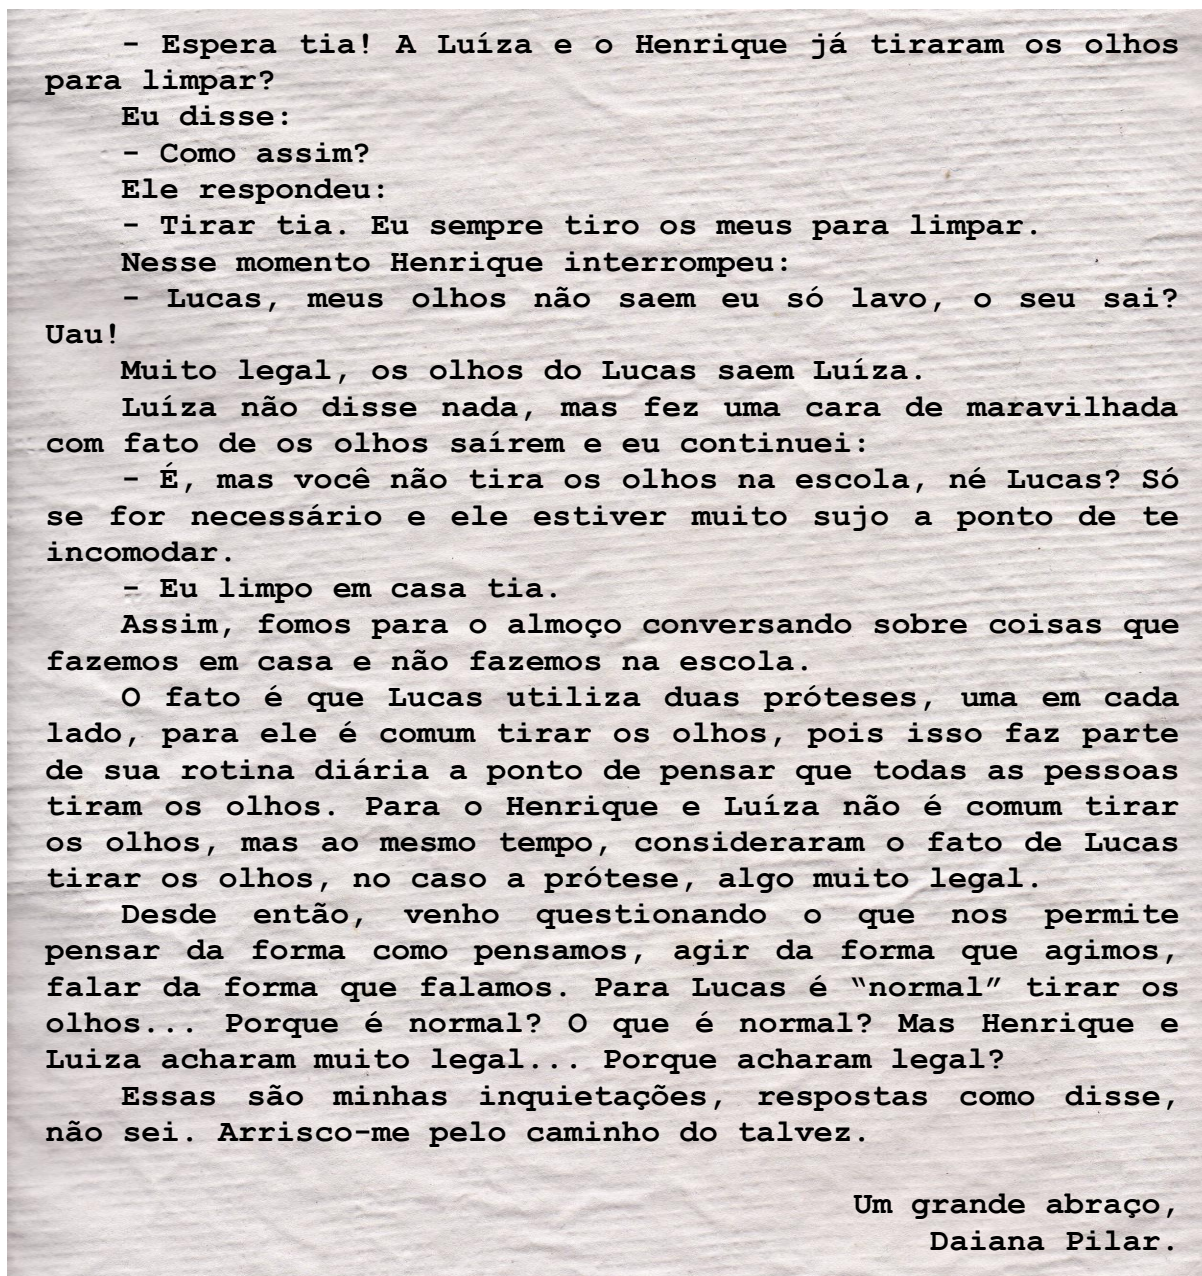 - Espera tia! A Luíza e o Henrique já tiraram os olhos
para limpar?
Eu disse:
- Como assim?
Ele respondeu:
- Tirar tia. Eu sempre tiro os meus para limpar.
Nesse momento Henrique interrompeu:
- Lucas, meus olhos não saem eu só lavo, o seu sai?
Uau!
Muito legal, os olhos do Lucas saem Luíza.
Luíza não disse nada, mas fez uma cara de maravilhada
com fato de os olhos saírem e eu continuei:
- É, mas você não tira os olhos na escola, né Lucas? Só
se for necessário e ele estiver muito sujo a ponto de te
incomodar.
- Eu limpo em casa tia.
Assim, fomos para o almoço conversando sobre coisas que
fazemos em casa e não fazemos na escola.
O fato é que Lucas utiliza duas próteses, uma em cada
lado, para ele é comum tirar os olhos, pois isso faz parte
de sua rotina diária a ponto de pensar que todas as pessoas
tiram os olhos. Para o Henrique e Luíza não é comum tirar
os olhos, mas ao mesmo tempo, consideraram o fato de Lucas
tirar os olhos, no caso a prótese, algo muito legal.
Desde então, venho questionando o que nos permite
pensar da forma como pensamos, agir da forma que agimos,
falar da forma que falamos. Para Lucas é “normal” tirar os
olhos... Porque é normal? O que é normal? Mas Henrique e
Luiza acharam muito legal... Porque acharam legal?
Essas são minhas inquietações, respostas como disse,
não sei. Arrisco-me pelo caminho do talvez.
Um grande abraço,
Daiana Pilar.